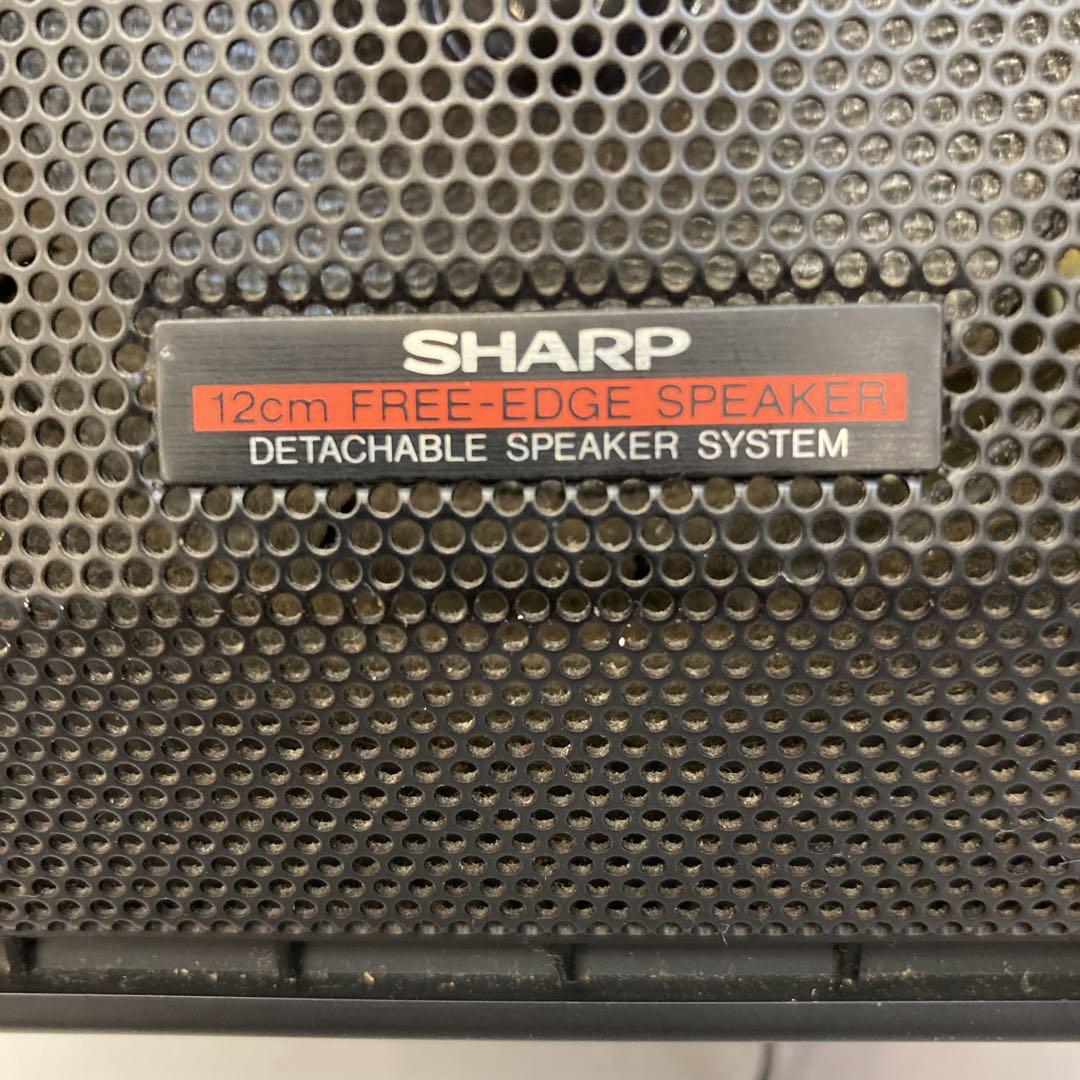 SHARP
12cm FREE-EDGE SPEAKER
DETACHABLE SPEAKER SYSTEM